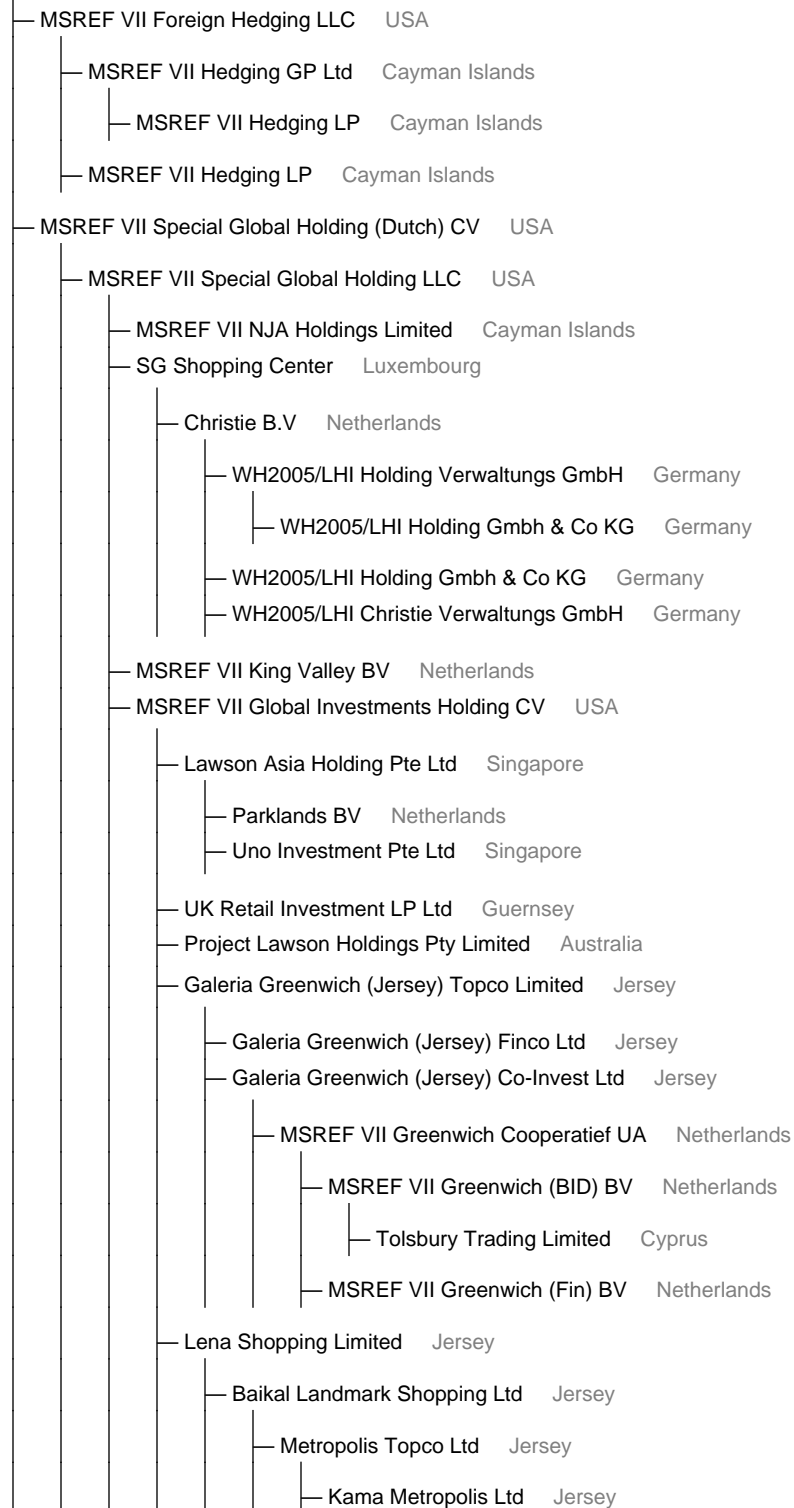 MSREF VII Foreign Hedging LLC USA
MSREF VII Hedging GP Ltd Cayman Islands
MSREF VII Hedging LP Cayman Islands
MSREF VII Hedging LP Cayman Islands
MSREF VII Special Global Holding (Dutch) CV USA
MSREF VII Special Global Holding LLC USA
MSREF VII NJA Holdings Limited Cayman Islands
SG Shopping Center Luxembourg
Christie B.V Netherlands
WH2005/LHI Holding Verwaltungs GmbH Germany
WH2005/LHI Holding Gmbh & Co KG Germany
WH2005/LHI Holding Gmbh & Co KG Germany
WH2005/LHI Christie Verwaltungs GmbH Germany
MSREF VII King Valley BV Netherlands
MSREF VII Global Investments Holding CV USA
Lawson Asia Holding Pte Ltd Singapore
Parklands BV Netherlands
Uno Investment Pte Ltd Singapore
UK Retail Investment LP Ltd Guernsey
Project Lawson Holdings Pty Limited Australia
Galeria Greenwich (Jersey) Topco Limited Jersey
Galeria Greenwich (Jersey) Finco Ltd Jersey
Galeria Greenwich (Jersey) Co-Invest Ltd Jersey
MSREF VII Greenwich Cooperatief UA Netherlands
MSREF VII Greenwich (BID) BV Netherlands
Tolsbury Trading Limited Cyprus
MSREF VII Greenwich (Fin) BV Netherlands
Lena Shopping Limited Jersey
Baikal Landmark Shopping Ltd Jersey
Metropolis Topco Ltd Jersey
Kama Metropolis Ltd Jersey